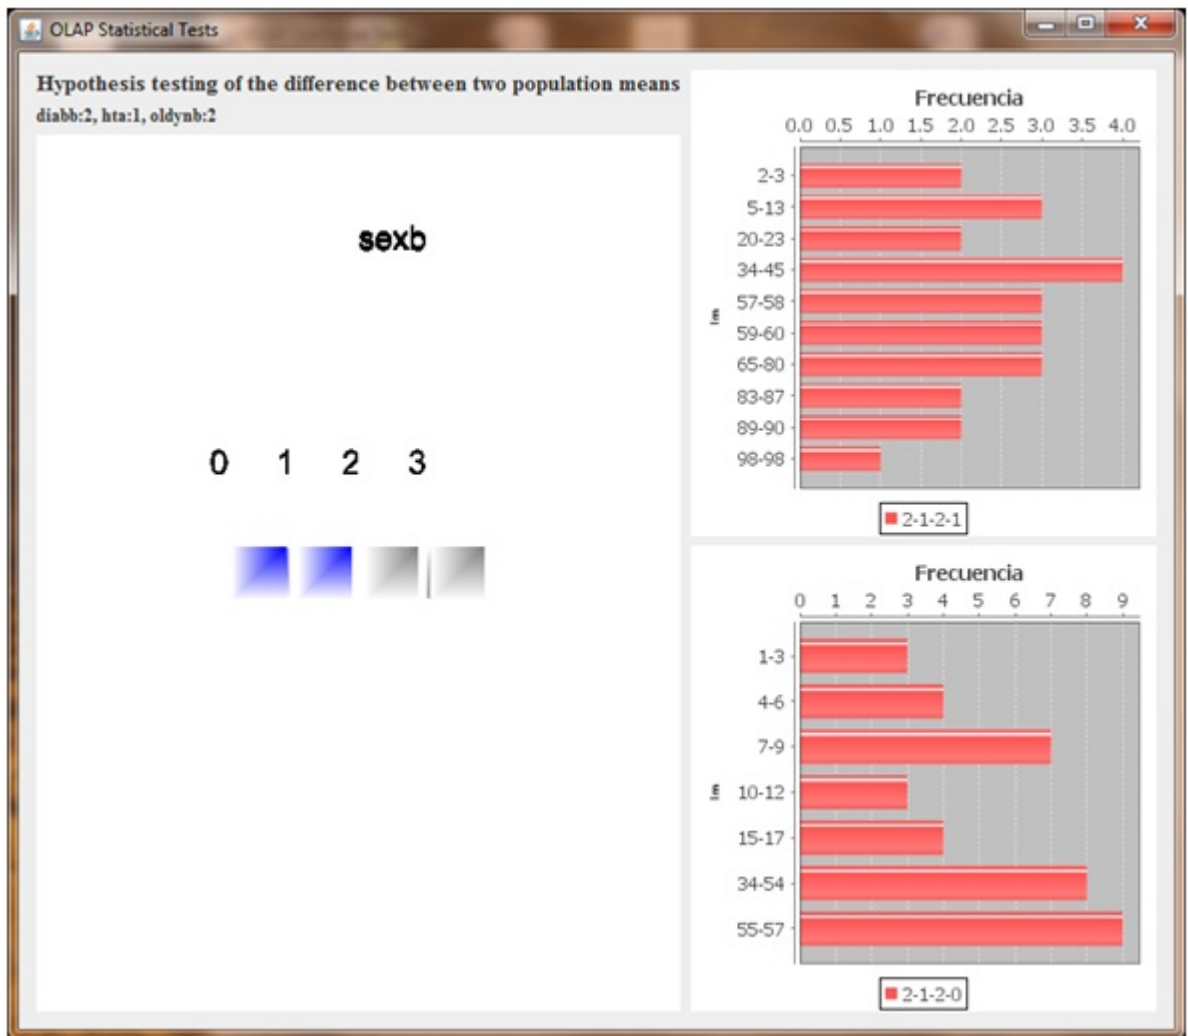 OLAP Statistical Tests
Hypothesis testing of the difference between two population means
diabb:2, hta:1, oldynb:2
sexb
0 1 2 3
Frecuencia
0.0 0.5 1.0 1.5 2.0 2.5 3.0 3.5 4.0
2-3
5-13
20-23
34-45
57-58
59-60
65-80
83-87
89-90
98-98
2-1-2-1
Frecuencia
0 1 2 3 4 5 6 7 8 9
1-3
4-6
7-9
10-12
15-17
34-54
55-57
2-1-2-0